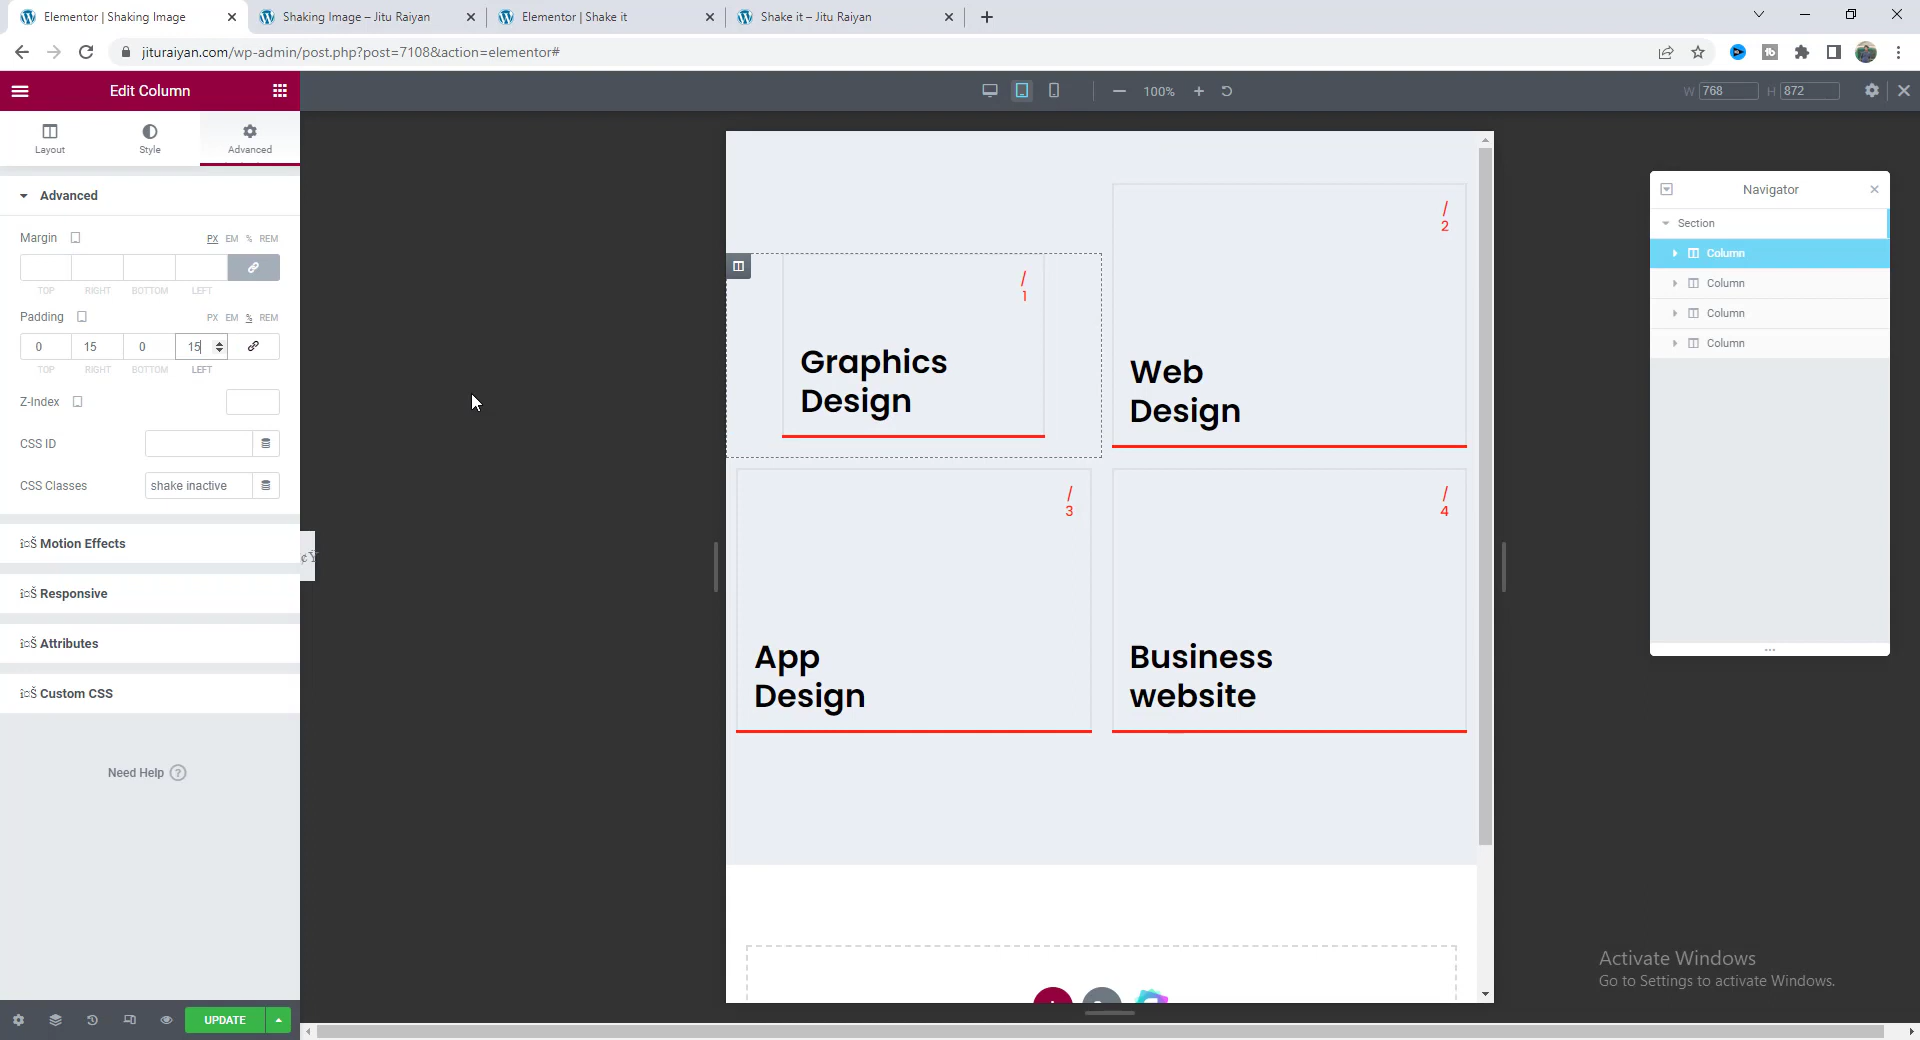 Elementor | Shaking Image
Shaking Image – Jitu Raiyan
Elementor | Shake it
Shake it – Jitu Raiyan
jituraiyan.com/wp-admin/post.php?post=7108&action=elementor#
Edit Column
100%
W 768
H 872
Layout
Style
Advanced
Advanced
Margin
PX EM % REM
TOP RIGHT BOTTOM LEFT
Padding
PX EM % REM
0 15 0 15
TOP RIGHT BOTTOM LEFT
Z-Index
CSS ID
CSS Classes
shake inactive
îoŠ Motion Effects
îoŠ Responsive
îoŠ Attributes
îoŠ Custom CSS
Need Help ?
UPDATE
/
1
Graphics
Design
/
2
Web
Design
/
3
App
Design
/
4
Business
website
Navigator
Section
Column
Column
Column
Column
Activate Windows
Go to Settings to activate Windows.